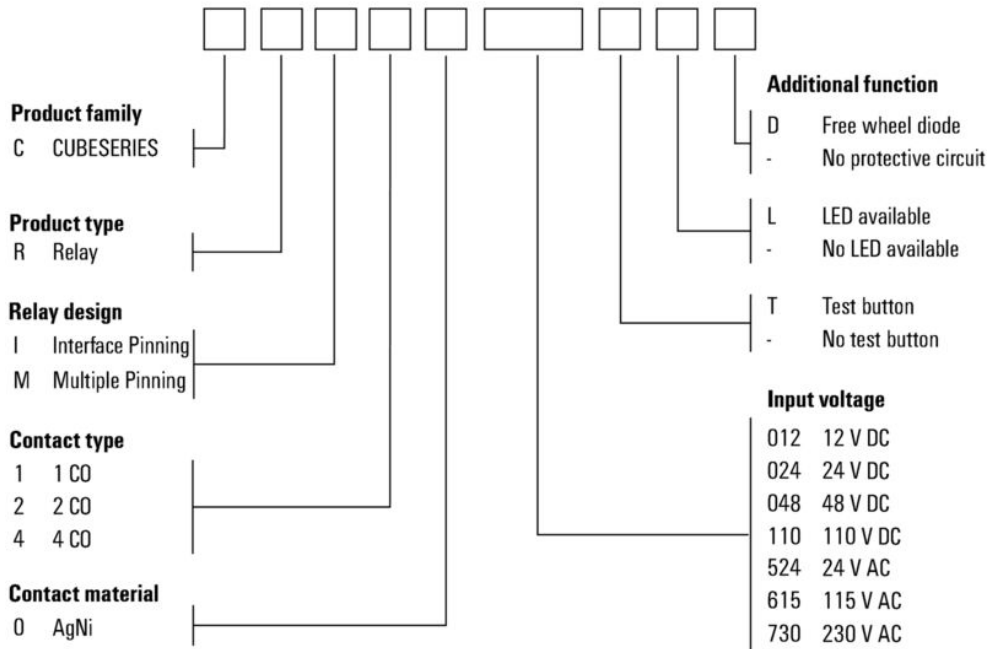 Product family
C CUBESERIES
Product type
R Relay
Relay design
I Interface Pinning
M Multiple Pinning
Contact type
1 1 CO
2 2 CO
4 4 CO
Contact material
0 AgNi
Additional function
D Free wheel diode
- No protective circuit
L LED available
- No LED available
T Test button
- No test button
Input voltage
012 12 V DC
024 24 V DC
048 48 V DC
110 110 V DC
524 24 V AC
615 115 V AC
730 230 V AC